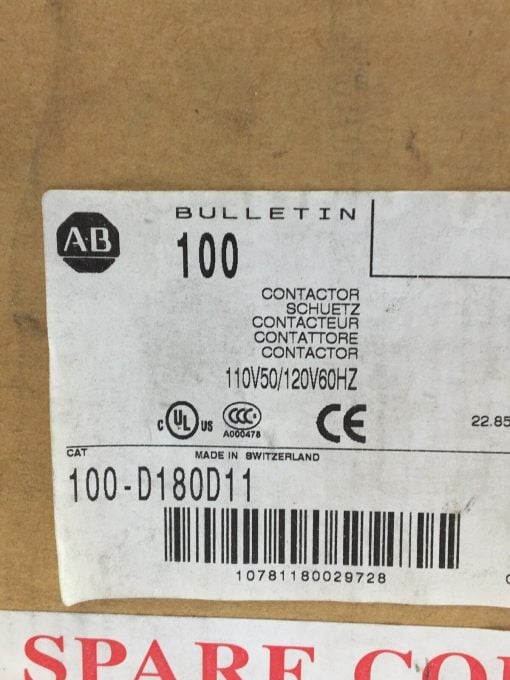 BULLETIN
AB
100
CONTACTOR
SCHUETZ
CONTACTEUR
CONTATTORE
CONTACTOR
110V50/120V60HZ
C UL US
CCC
A000478
CE
22.85
CAT
MADE IN SWITZERLAND
100-D180D11
10781180029728
SPARE CO